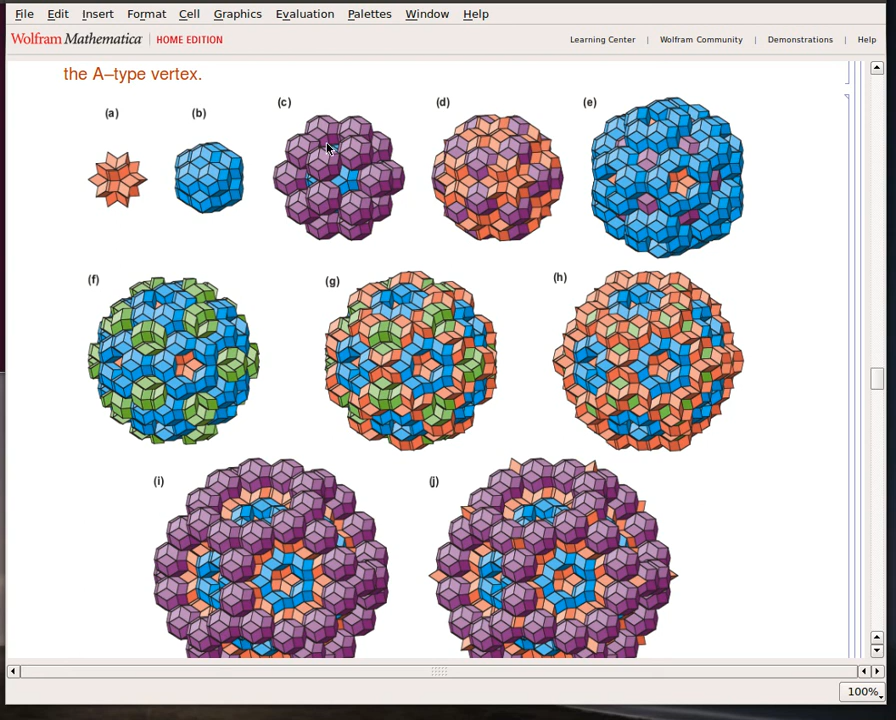 File Edit Insert Format Cell Graphics Evaluation Palettes Window Help
Wolfram Mathematica | HOME EDITION Learning Center | Wolfram Community | Demonstrations | Help
the A–type vertex.
(a) (b) (c) (d) (e)
(f) (g) (h)
(i) (j)
100%